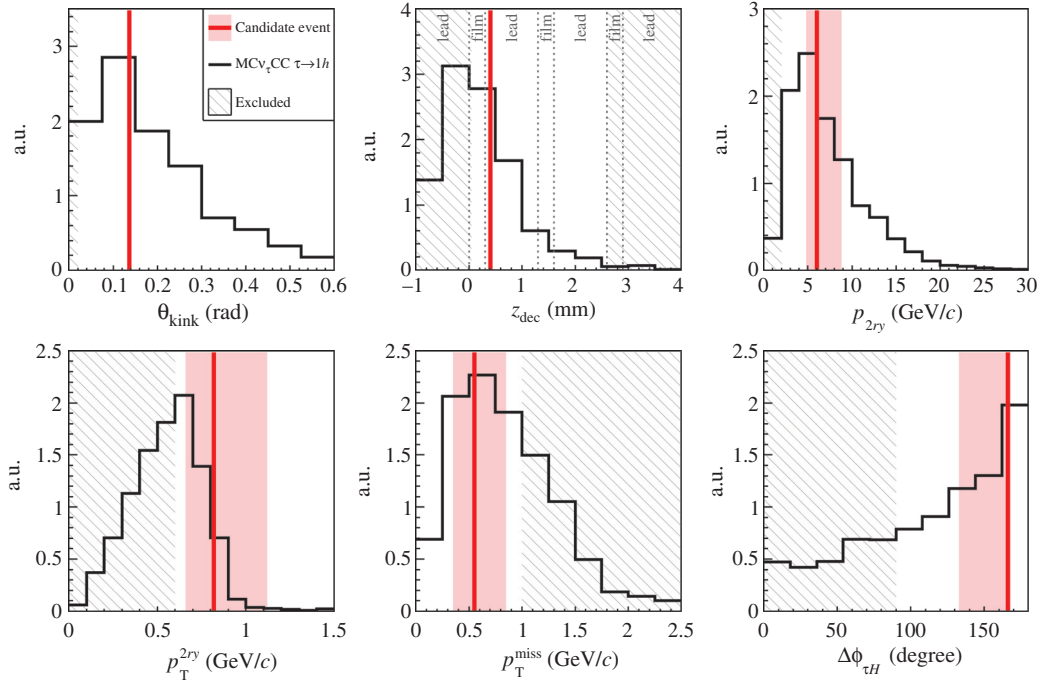 a.u.
3
2
1
0
Candidate event
MCντCC τ→1h
Excluded
0 0.1 0.2 0.3 0.4 0.5 0.6
θkink (rad)
a.u.
4
3
2
1
0
lead film lead film lead film lead
−1 0 1 2 3 4
zdec (mm)
a.u.
3
2
1
0
0 5 10 15 20 25 30
p2ry (GeV/c)
a.u.
2.5
2
1.5
1
0.5
0
0 0.5 1 1.5
pT2ry (GeV/c)
a.u.
2.5
2
1.5
1
0.5
0
0 0.5 1 1.5 2 2.5
pTmiss (GeV/c)
a.u.
2.5
2
1.5
1
0.5
0
0 50 100 150
ΔϕτH (degree)